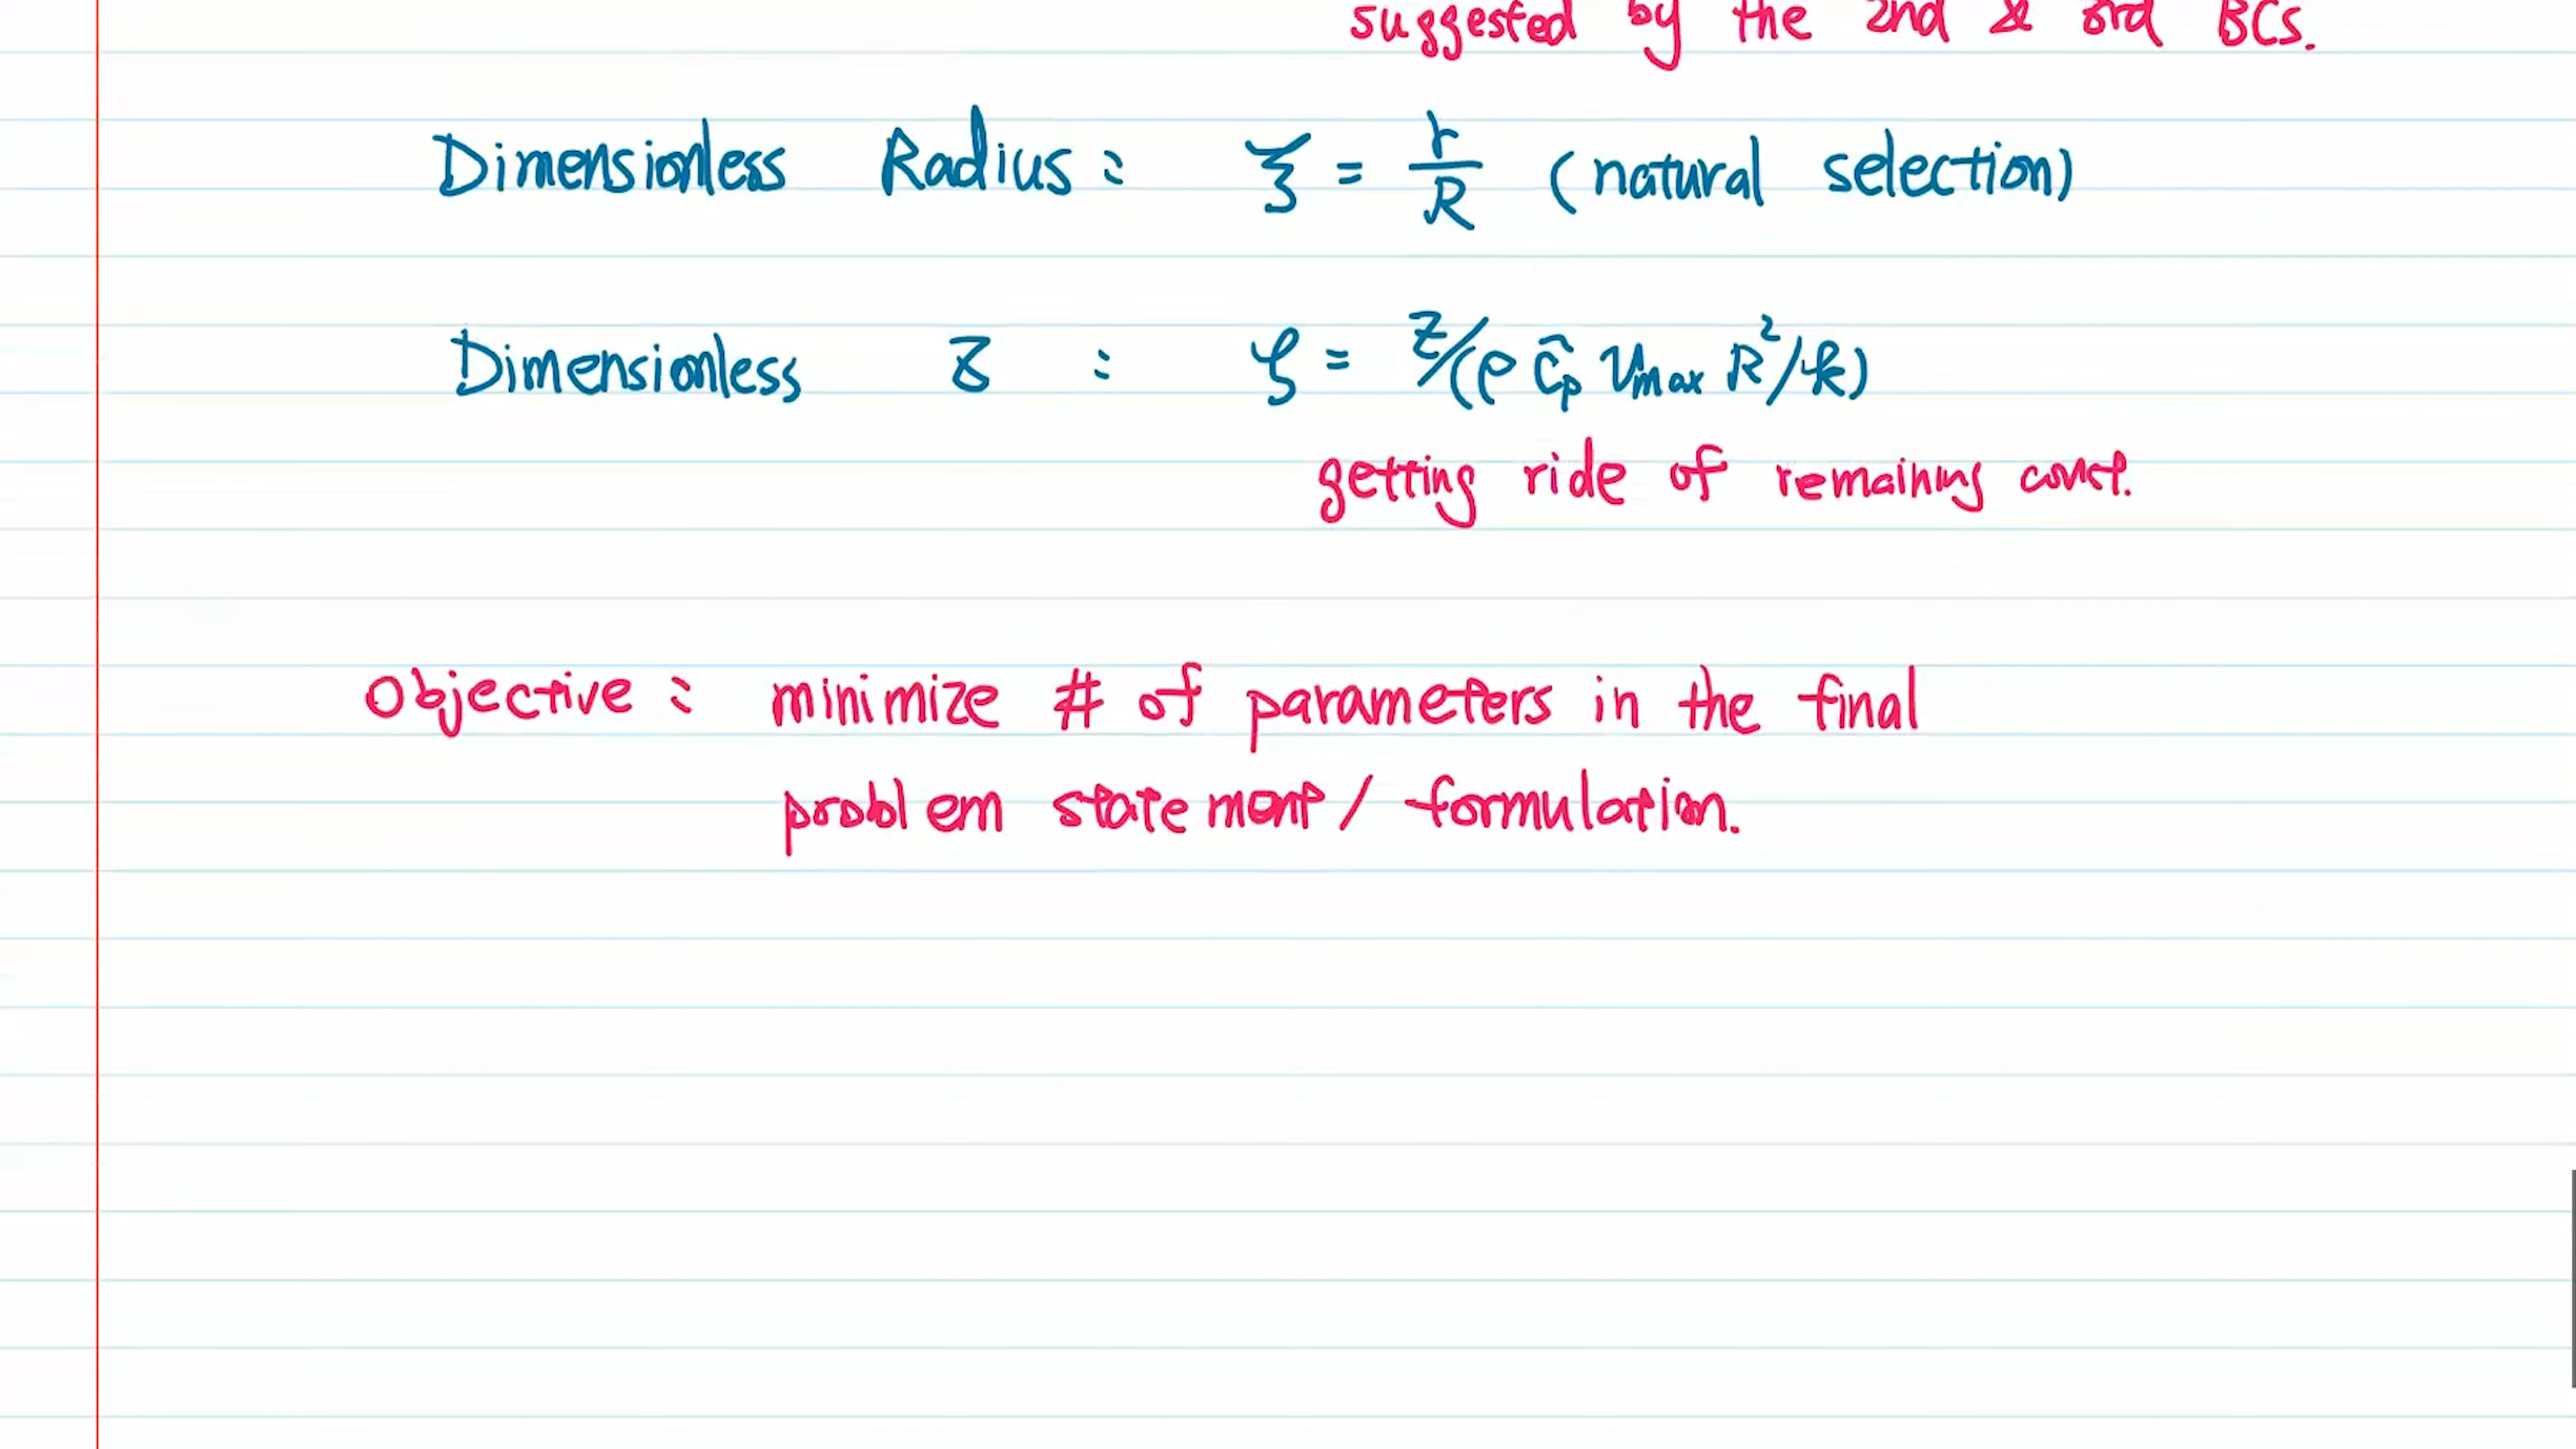 suggested by the 2nd & 3rd BCs.
Dimensionless Radius : ξ = r/R (natural selection)
Dimensionless z : ζ = z/(ρ Ĉp vmax R²/k)
getting ride of remaining const.
Objective : minimize # of parameters in the final
problem statement / formulation.